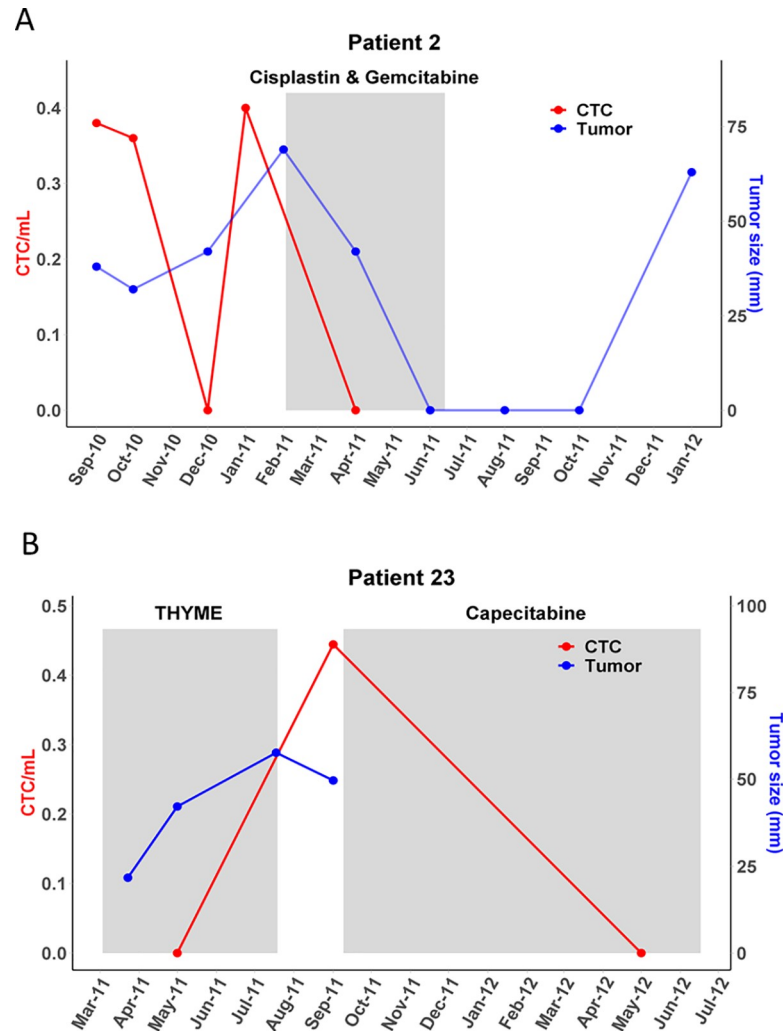 A
Patient 2
Cisplastin & Gemcitabine
CTC
Tumor
0.4
0.3
0.2
0.1
0.0
CTC/mL
75
50
25
0
Tumor size (mm)
Sep-10 Oct-10 Nov-10 Dec-10 Jan-11 Feb-11 Mar-11 Apr-11 May-11 Jun-11 Jul-11 Aug-11 Sep-11 Oct-11 Nov-11 Dec-11 Jan-12
B
Patient 23
THYME Capecitabine
CTC
Tumor
0.5
0.4
0.3
0.2
0.1
0.0
CTC/mL
100
75
50
25
0
Tumor size (mm)
Mar-11 Apr-11 May-11 Jun-11 Jul-11 Aug-11 Sep-11 Oct-11 Nov-11 Dec-11 Jan-12 Feb-12 Mar-12 Apr-12 May-12 Jun-12 Jul-12